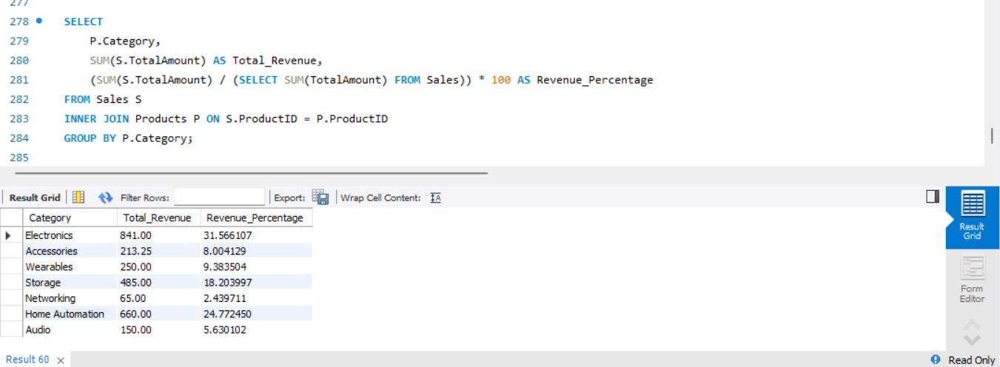 277
278 SELECT
279 P.Category,
280 SUM(S.TotalAmount) AS Total_Revenue,
281 (SUM(S.TotalAmount) / (SELECT SUM(TotalAmount) FROM Sales)) * 100 AS Revenue_Percentage
282 FROM Sales S
283 INNER JOIN Products P ON S.ProductID = P.ProductID
284 GROUP BY P.Category;
285
Result Grid Filter Rows: Export: Wrap Cell Content: IA
Category Total_Revenue Revenue_Percentage
Electronics 841.00 31.566107
Accessories 213.25 8.004129
Wearables 250.00 9.383504
Storage 485.00 18.203997
Networking 65.00 2.439711
Home Automation 660.00 24.772450
Audio 150.00 5.630102
Result
Grid
Form
Editor
Result 60 × Read Only